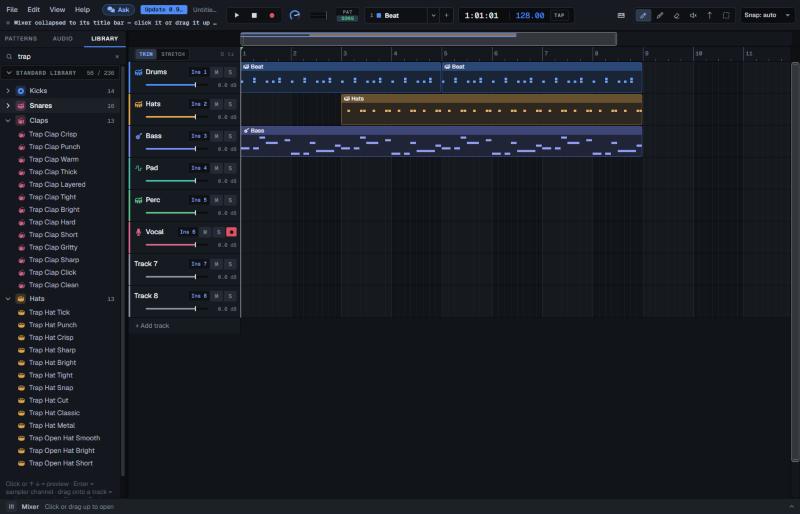 File Edit View Help Ask Update 0.9. Untitle…
Mixer collapsed to its title bar — click it or drag it up …
PAT
SONG
1 Beat
1:01:01 128.00 TAP
Snap: auto
PATTERNS AUDIO LIBRARY
trap
STANDARD LIBRARY 56 / 236
Kicks 14
Snares 16
Claps 13
Trap Clap Crisp
Trap Clap Punch
Trap Clap Warm
Trap Clap Thick
Trap Clap Layered
Trap Clap Tight
Trap Clap Bright
Trap Clap Hard
Trap Clap Short
Trap Clap Gritty
Trap Clap Sharp
Trap Clap Click
Trap Clap Clean
Hats 13
Trap Hat Tick
Trap Hat Punch
Trap Hat Crisp
Trap Hat Sharp
Trap Hat Bright
Trap Hat Tight
Trap Hat Snap
Trap Hat Cut
Trap Hat Classic
Trap Hat Metal
Trap Open Hat Smooth
Trap Open Hat Bright
Trap Open Hat Short
Click or ↑ ↓ = preview · Enter =
sampler channel · drag onto a track =
TRIM STRETCH
1 2 3 4 5 6 7 8 9 10 11
Drums Ins 1 M S
0.0 dB
Hats Ins 2 M S
0.0 dB
Bass Ins 3 M S
0.0 dB
Pad Ins 4 M S
0.0 dB
Perc Ins 5 M S
0.0 dB
Vocal Ins 6 M S
0.0 dB
Track 7 Ins 7 M S
0.0 dB
Track 8 Ins 8 M S
0.0 dB
+ Add track
Beat Beat
Hats
Bass
Mixer Click or drag up to open